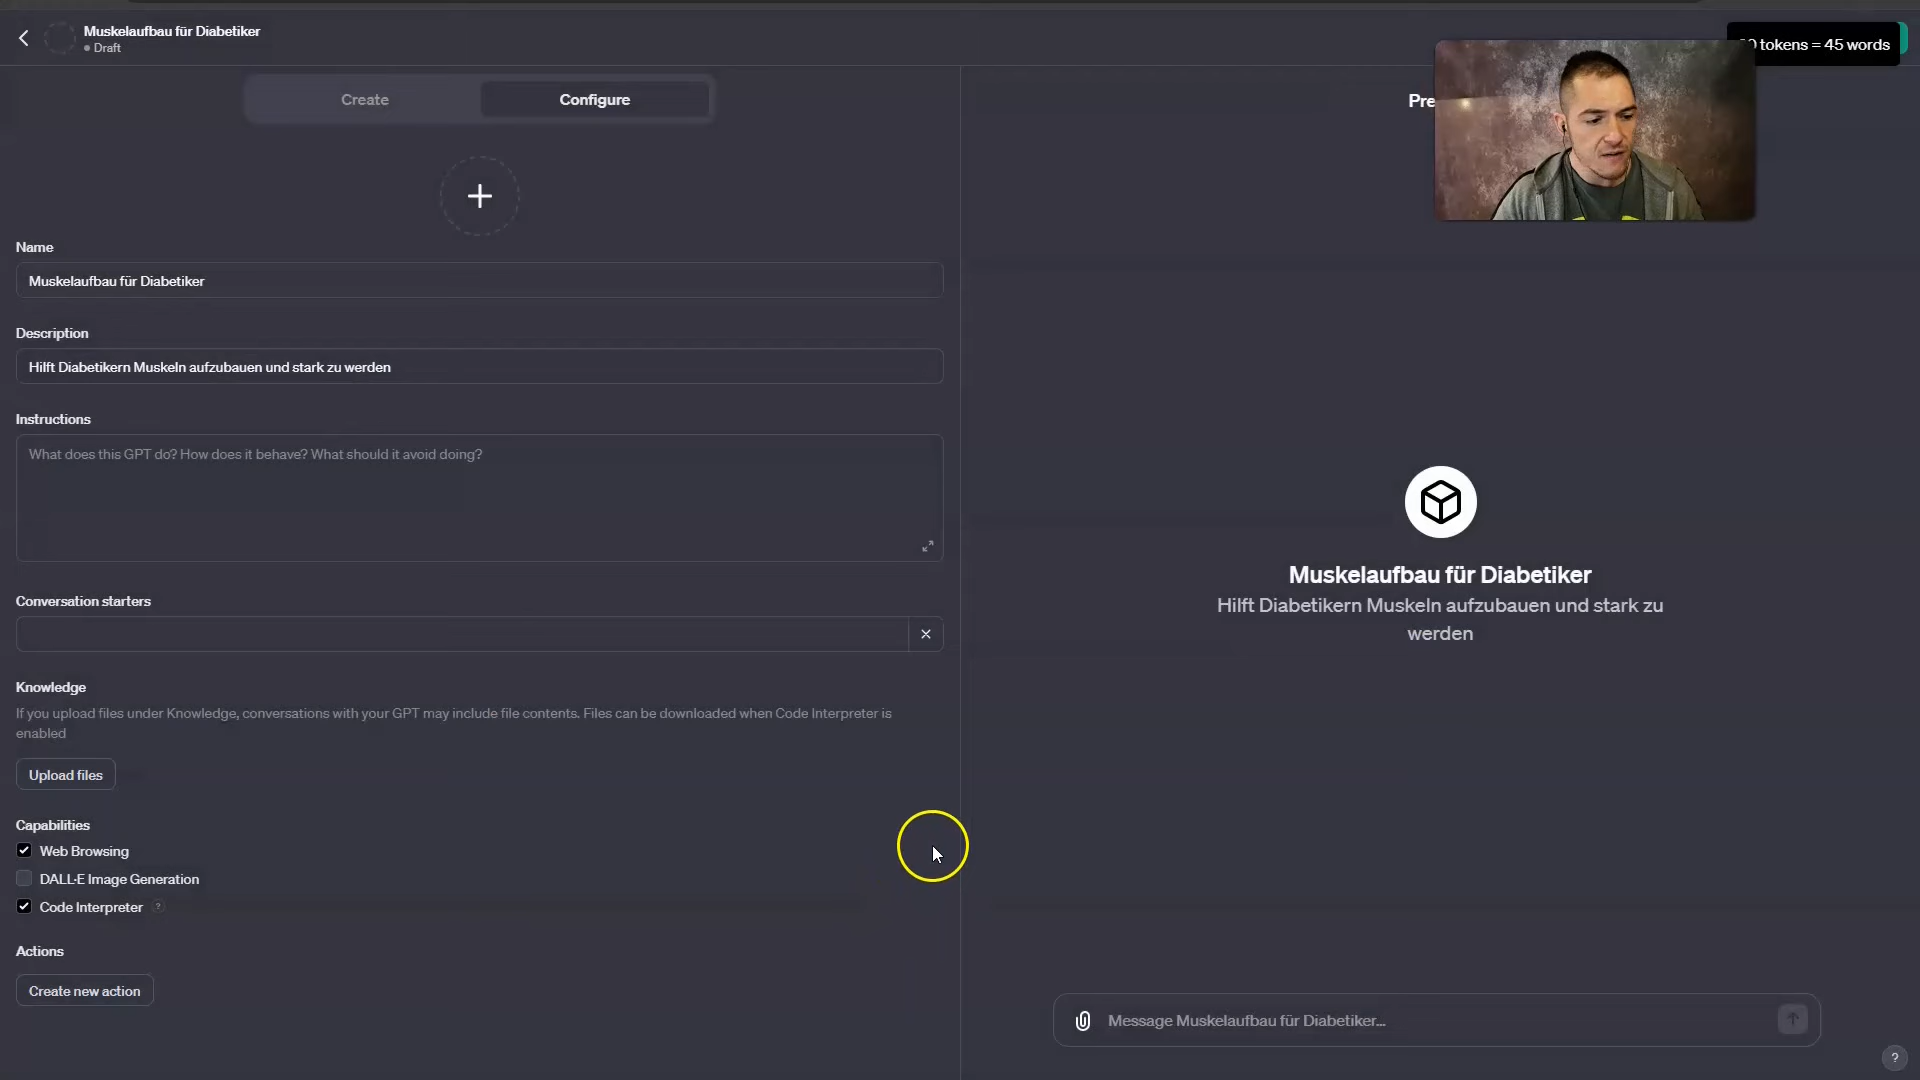 Muskelaufbau für Diabetiker
Draft
tokens = 45 words
Create
Configure
Name
Muskelaufbau für Diabetiker
Description
Hilft Diabetikern Muskeln aufzubauen und stark zu werden
Instructions
What does this GPT do? How does it behave? What should it avoid doing?
Conversation starters
Knowledge
If you upload files under Knowledge, conversations with your GPT may include file contents. Files can be downloaded when Code Interpreter is
enabled
Upload files
Capabilities
Web Browsing
DALL·E Image Generation
Code Interpreter ?
Actions
Create new action
Muskelaufbau für Diabetiker
Hilft Diabetikern Muskeln aufzubauen und stark zu
werden
Message Muskelaufbau für Diabetiker...
?